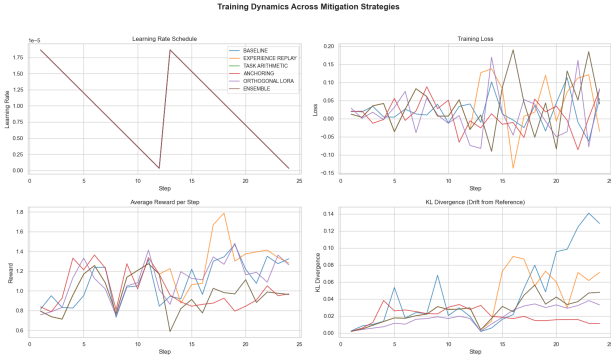 Training Dynamics Across Mitigation Strategies
Learning Rate Schedule
1e−5
Learning Rate
1.75
1.50
1.25
1.00
0.75
0.50
0.25
0.00
0
5
10
15
20
25
Step
BASELINE
EXPERIENCE REPLAY
TASK ARITHMETIC
ANCHORING
ORTHOGONAL LORA
ENSEMBLE
Training Loss
Loss
0.20
0.15
0.10
0.05
0.00
−0.05
−0.10
−0.15
0
5
10
15
20
25
Step
Average Reward per Step
Reward
1.8
1.6
1.4
1.2
1.0
0.8
0.6
0
5
10
15
20
25
Step
KL Divergence (Drift from Reference)
KL Divergence
0.14
0.12
0.10
0.08
0.06
0.04
0.02
0.00
0
5
10
15
20
25
Step